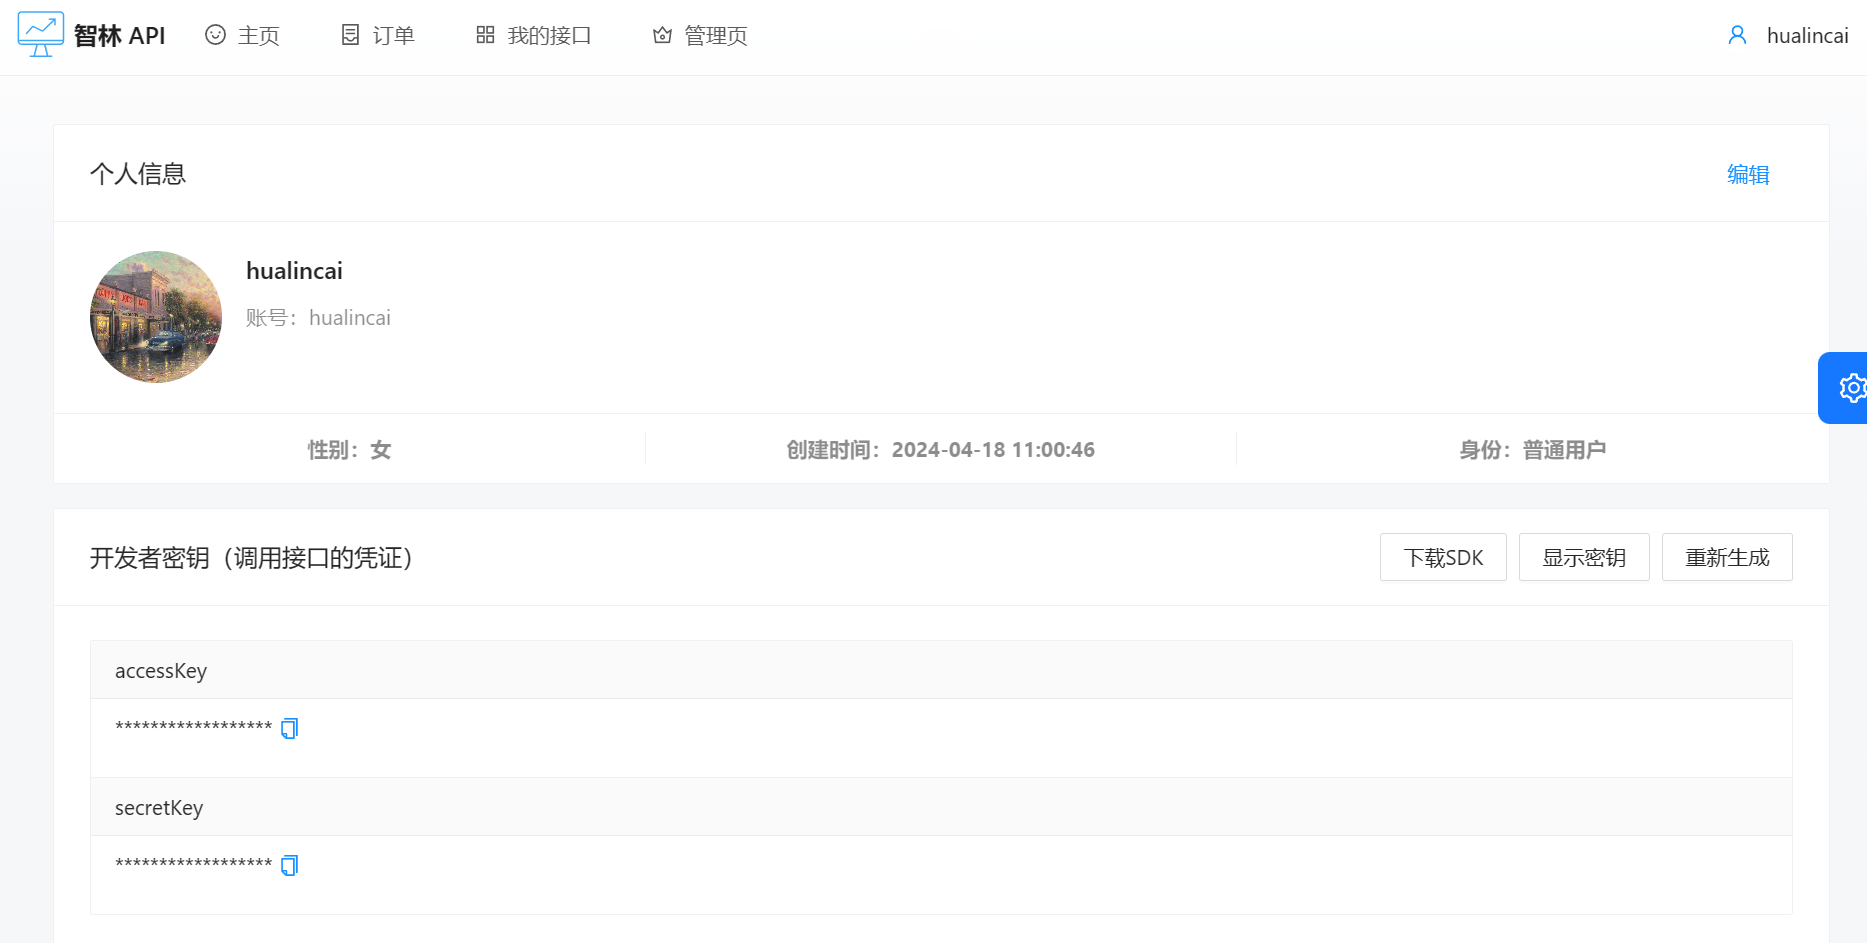 智林 API
主页
订单
我的接口
管理页
hualincai
个人信息
编辑
hualincai
账号：hualincai
性别：女
创建时间：2024-04-18 11:00:46
身份：普通用户
开发者密钥（调用接口的凭证）
下载SDK
显示密钥
重新生成
accessKey
******************
secretKey
******************